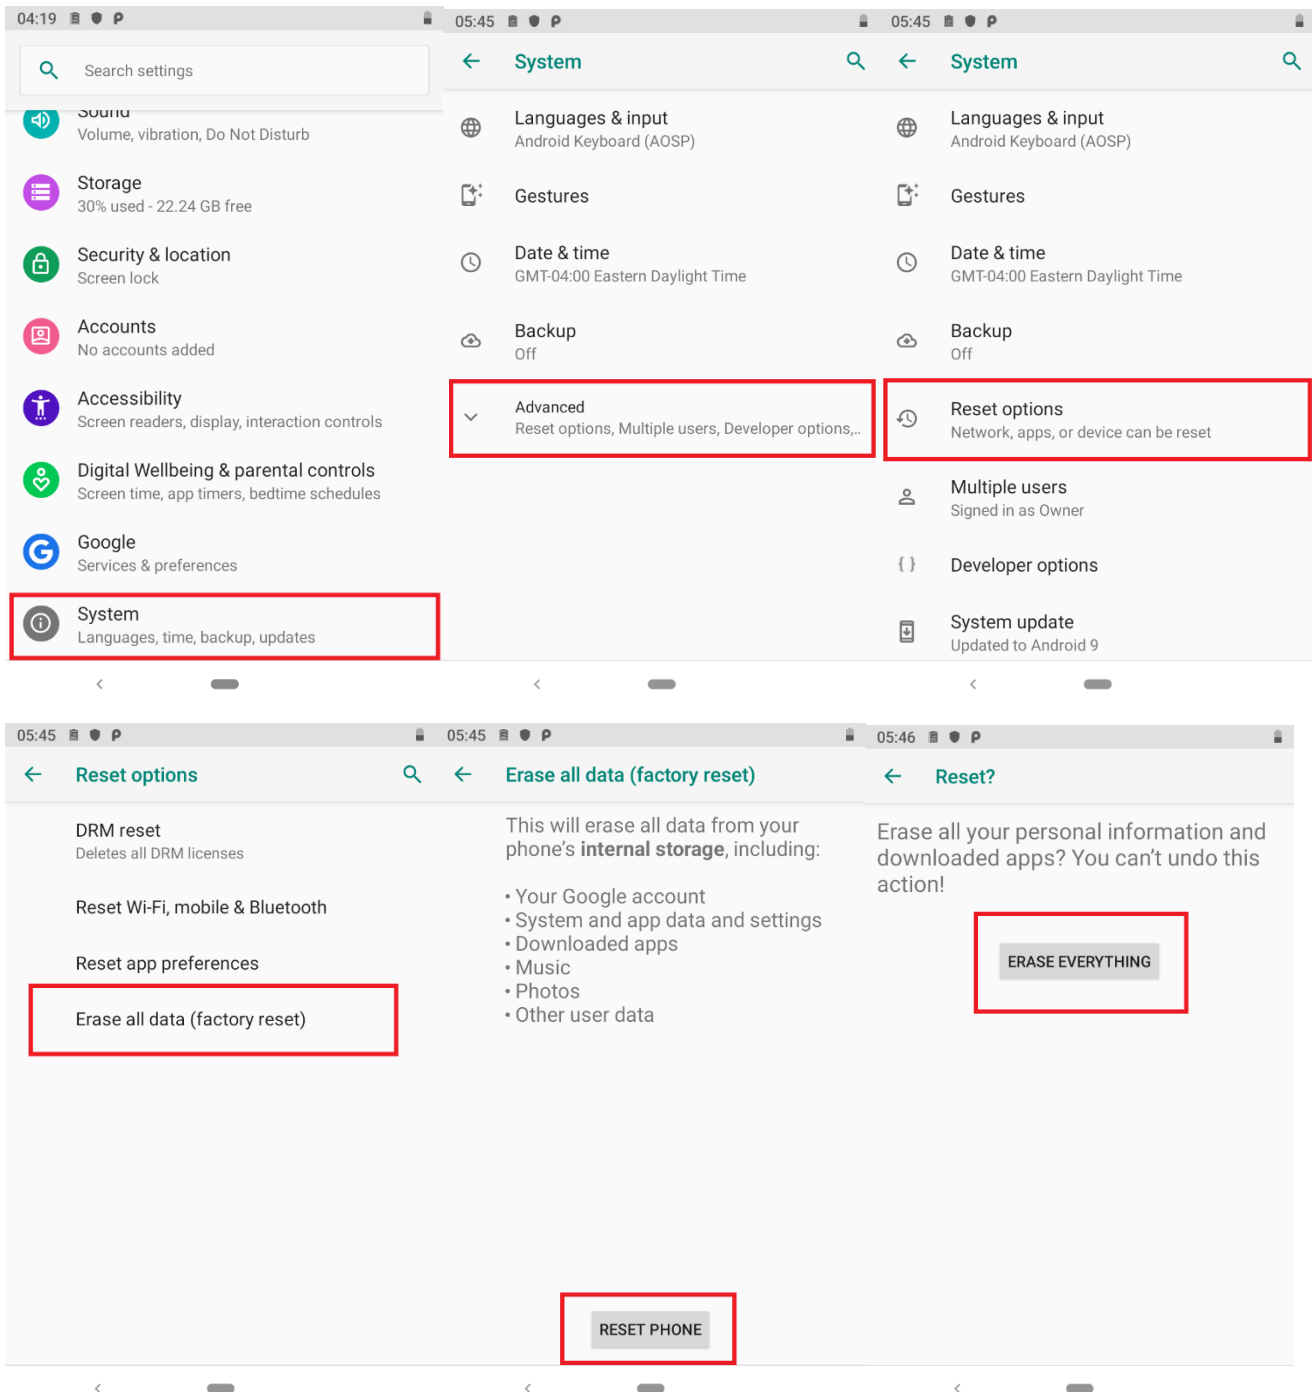 04:19
Search settings
Sound
Volume, vibration, Do Not Disturb
Storage
30% used - 22.24 GB free
Security & location
Screen lock
Accounts
No accounts added
Accessibility
Screen readers, display, interaction controls
Digital Wellbeing & parental controls
Screen time, app timers, bedtime schedules
Google
Services & preferences
System
Languages, time, backup, updates
05:45
System
Languages & input
Android Keyboard (AOSP)
Gestures
Date & time
GMT-04:00 Eastern Daylight Time
Backup
Off
Advanced
Reset options, Multiple users, Developer options,..
05:45
System
Languages & input
Android Keyboard (AOSP)
Gestures
Date & time
GMT-04:00 Eastern Daylight Time
Backup
Off
Reset options
Network, apps, or device can be reset
Multiple users
Signed in as Owner
Developer options
System update
Updated to Android 9
05:45
Reset options
DRM reset
Deletes all DRM licenses
Reset Wi-Fi, mobile & Bluetooth
Reset app preferences
Erase all data (factory reset)
05:45
Erase all data (factory reset)
This will erase all data from your
phone's internal storage, including:
• Your Google account
• System and app data and settings
• Downloaded apps
• Music
• Photos
• Other user data
RESET PHONE
05:46
Reset?
Erase all your personal information and
downloaded apps? You can't undo this
action!
ERASE EVERYTHING